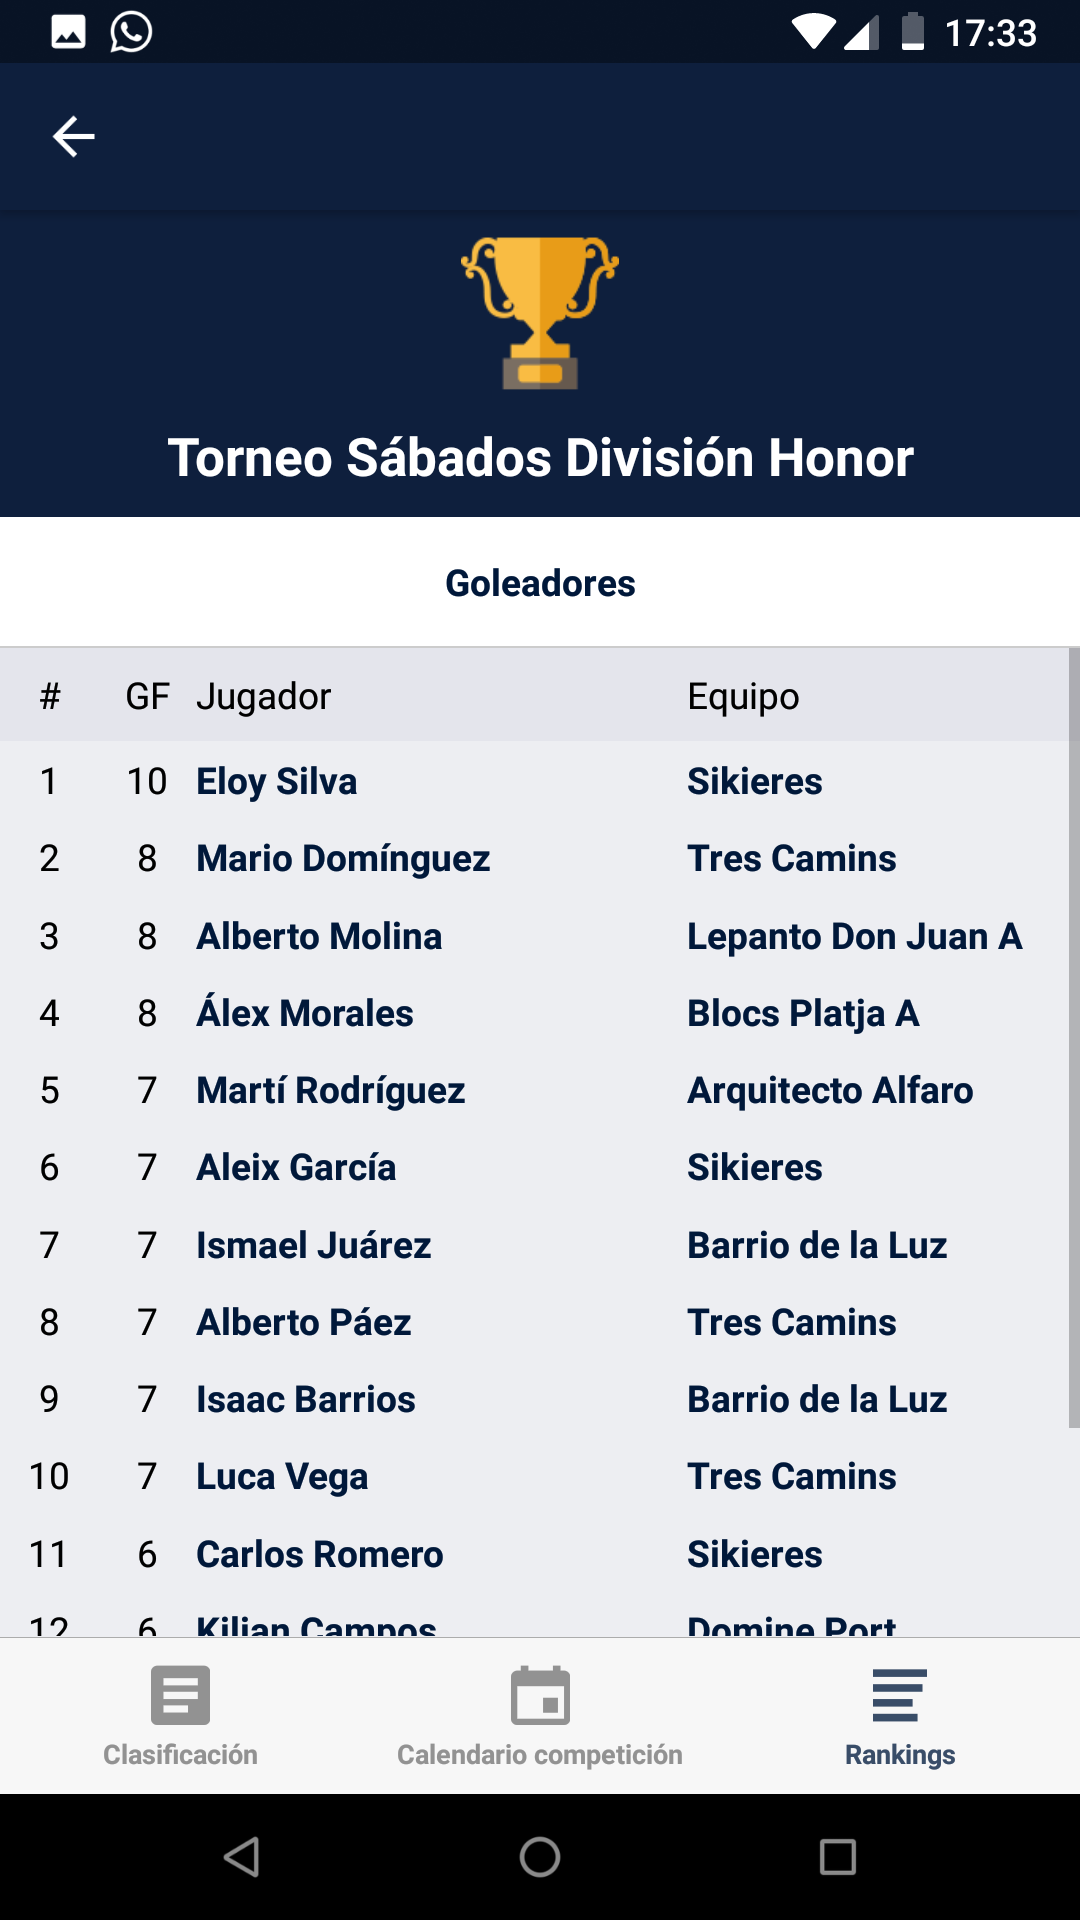 17:33
Torneo Sábados División Honor
Goleadores
# GF Jugador Equipo
1 10 Eloy Silva Sikieres
2 8 Mario Domínguez Tres Camins
3 8 Alberto Molina Lepanto Don Juan A
4 8 Álex Morales Blocs Platja A
5 7 Martí Rodríguez Arquitecto Alfaro
6 7 Aleix García Sikieres
7 7 Ismael Juárez Barrio de la Luz
8 7 Alberto Páez Tres Camins
9 7 Isaac Barrios Barrio de la Luz
10 7 Luca Vega Tres Camins
11 6 Carlos Romero Sikieres
12 6 Kilian Campos Domine Port
Clasificación Calendario competición Rankings